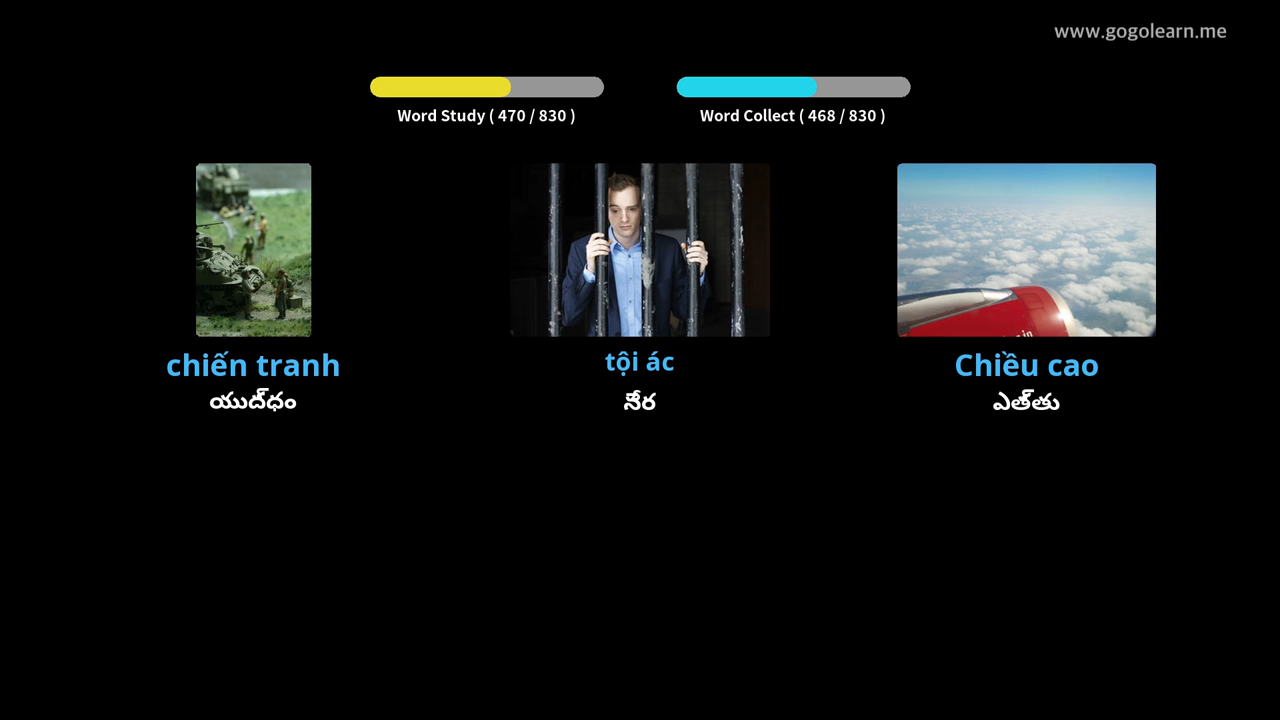 www.gogolearn.me
Word Study ( 470 / 830 )
Word Collect ( 468 / 830 )
chiến tranh
యుద్ధం
tội ác
నేర
Chiều cao
ఎత్తు